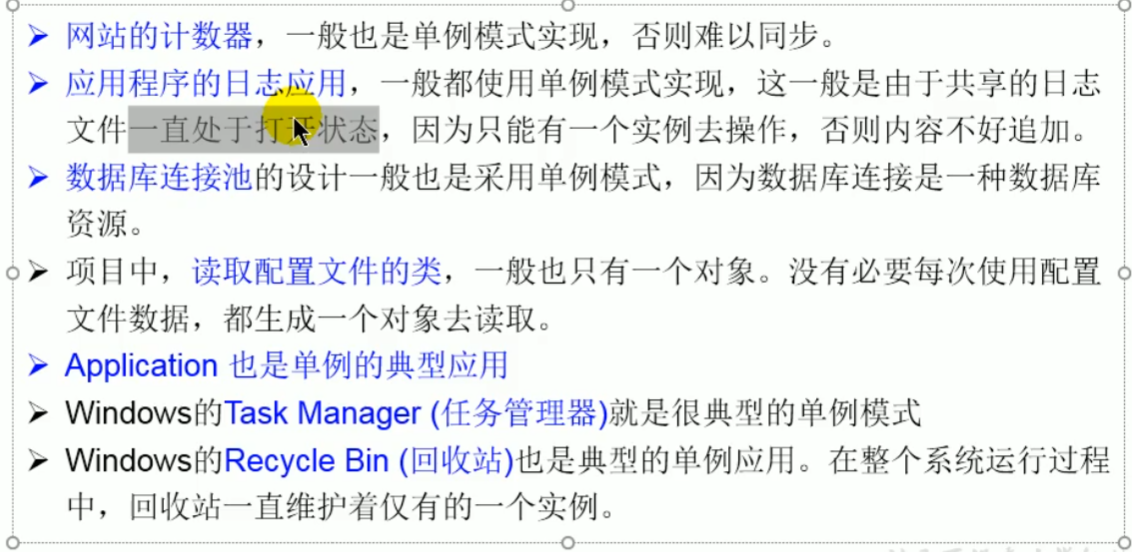 ➢ 网站的计数器，一般也是单例模式实现，否则难以同步。
➢ 应用程序的日志应用，一般都使用单例模式实现，这一般是由于共享的日志
文件一直处于打开状态，因为只能有一个实例去操作，否则内容不好追加。
➢ 数据库连接池的设计一般也是采用单例模式，因为数据库连接是一种数据库
资源。
➢ 项目中，读取配置文件的类，一般也只有一个对象。没有必要每次使用配置
文件数据，都生成一个对象去读取。
➢ Application 也是单例的典型应用
➢ Windows的Task Manager (任务管理器)就是很典型的单例模式
➢ Windows的Recycle Bin (回收站)也是典型的单例应用。在整个系统运行过程
中，回收站一直维护着仅有的一个实例。